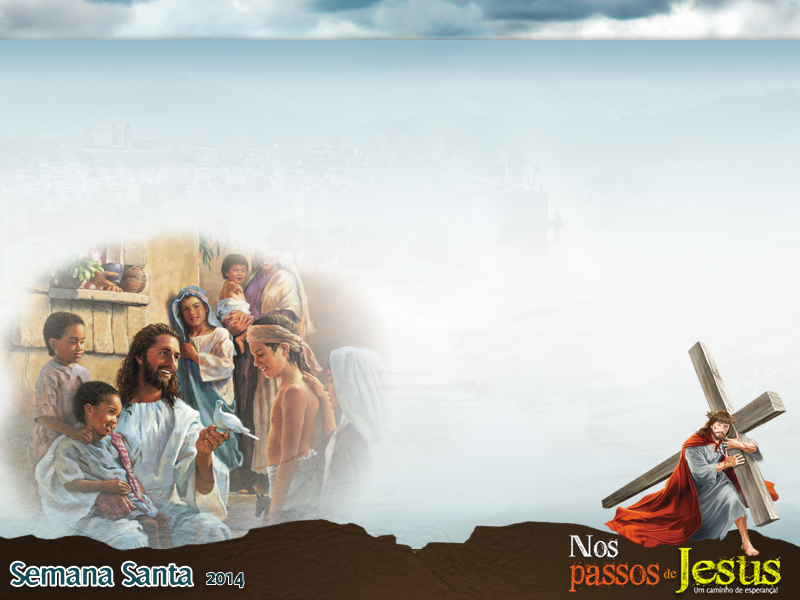 Semana Santa 2014
Nos
passos de Jesus
Um caminho de esperança!